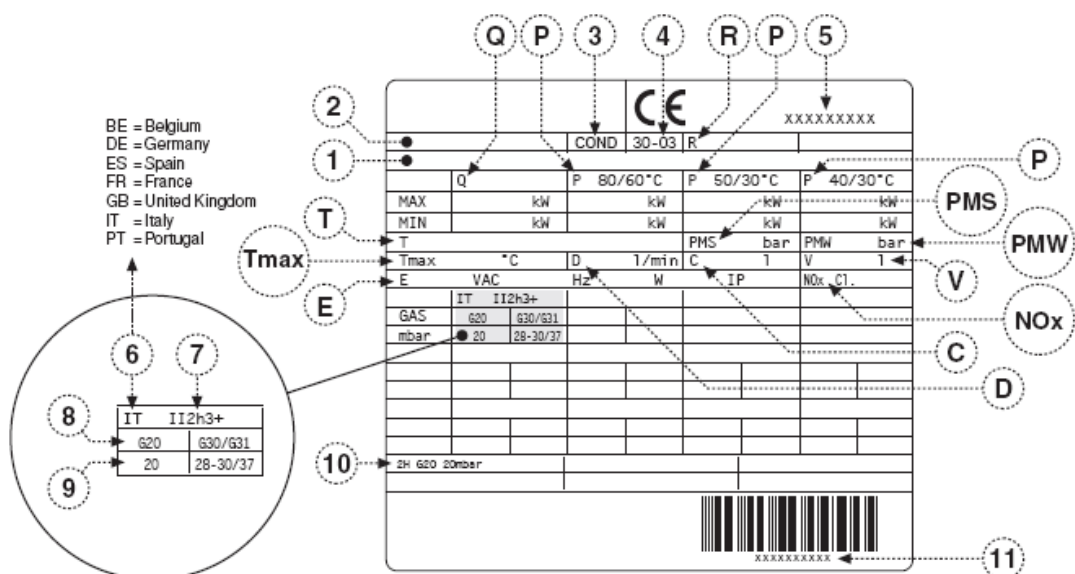 Q P 3 4 R P 5
2
1
BE = Belgium
DE = Germany
ES = Spain
FR = France
GB = United Kingdom
IT = Italy
PT = Portugal
CE
xxxxxxxxx
COND 30-03 R
Q P 80/60°C P 50/30°C P 40/30°C
MAX kW kW kW kW
MIN kW kW kW kW
T PMS bar PMW bar
Tmax °C D l/min C l V l
E VAC Hz W IP NOx Cl.
IT II2h3+
GAS G20 G30/G31
mbar 20 28-30/37
2H G20 20mbar
xxxxxxxxxx
T
Tmax
E
P
PMS
PMW
V
NOx
C
D
6 7
8
9
IT II2h3+
G20 G30/G31
20 28-30/37
10
11